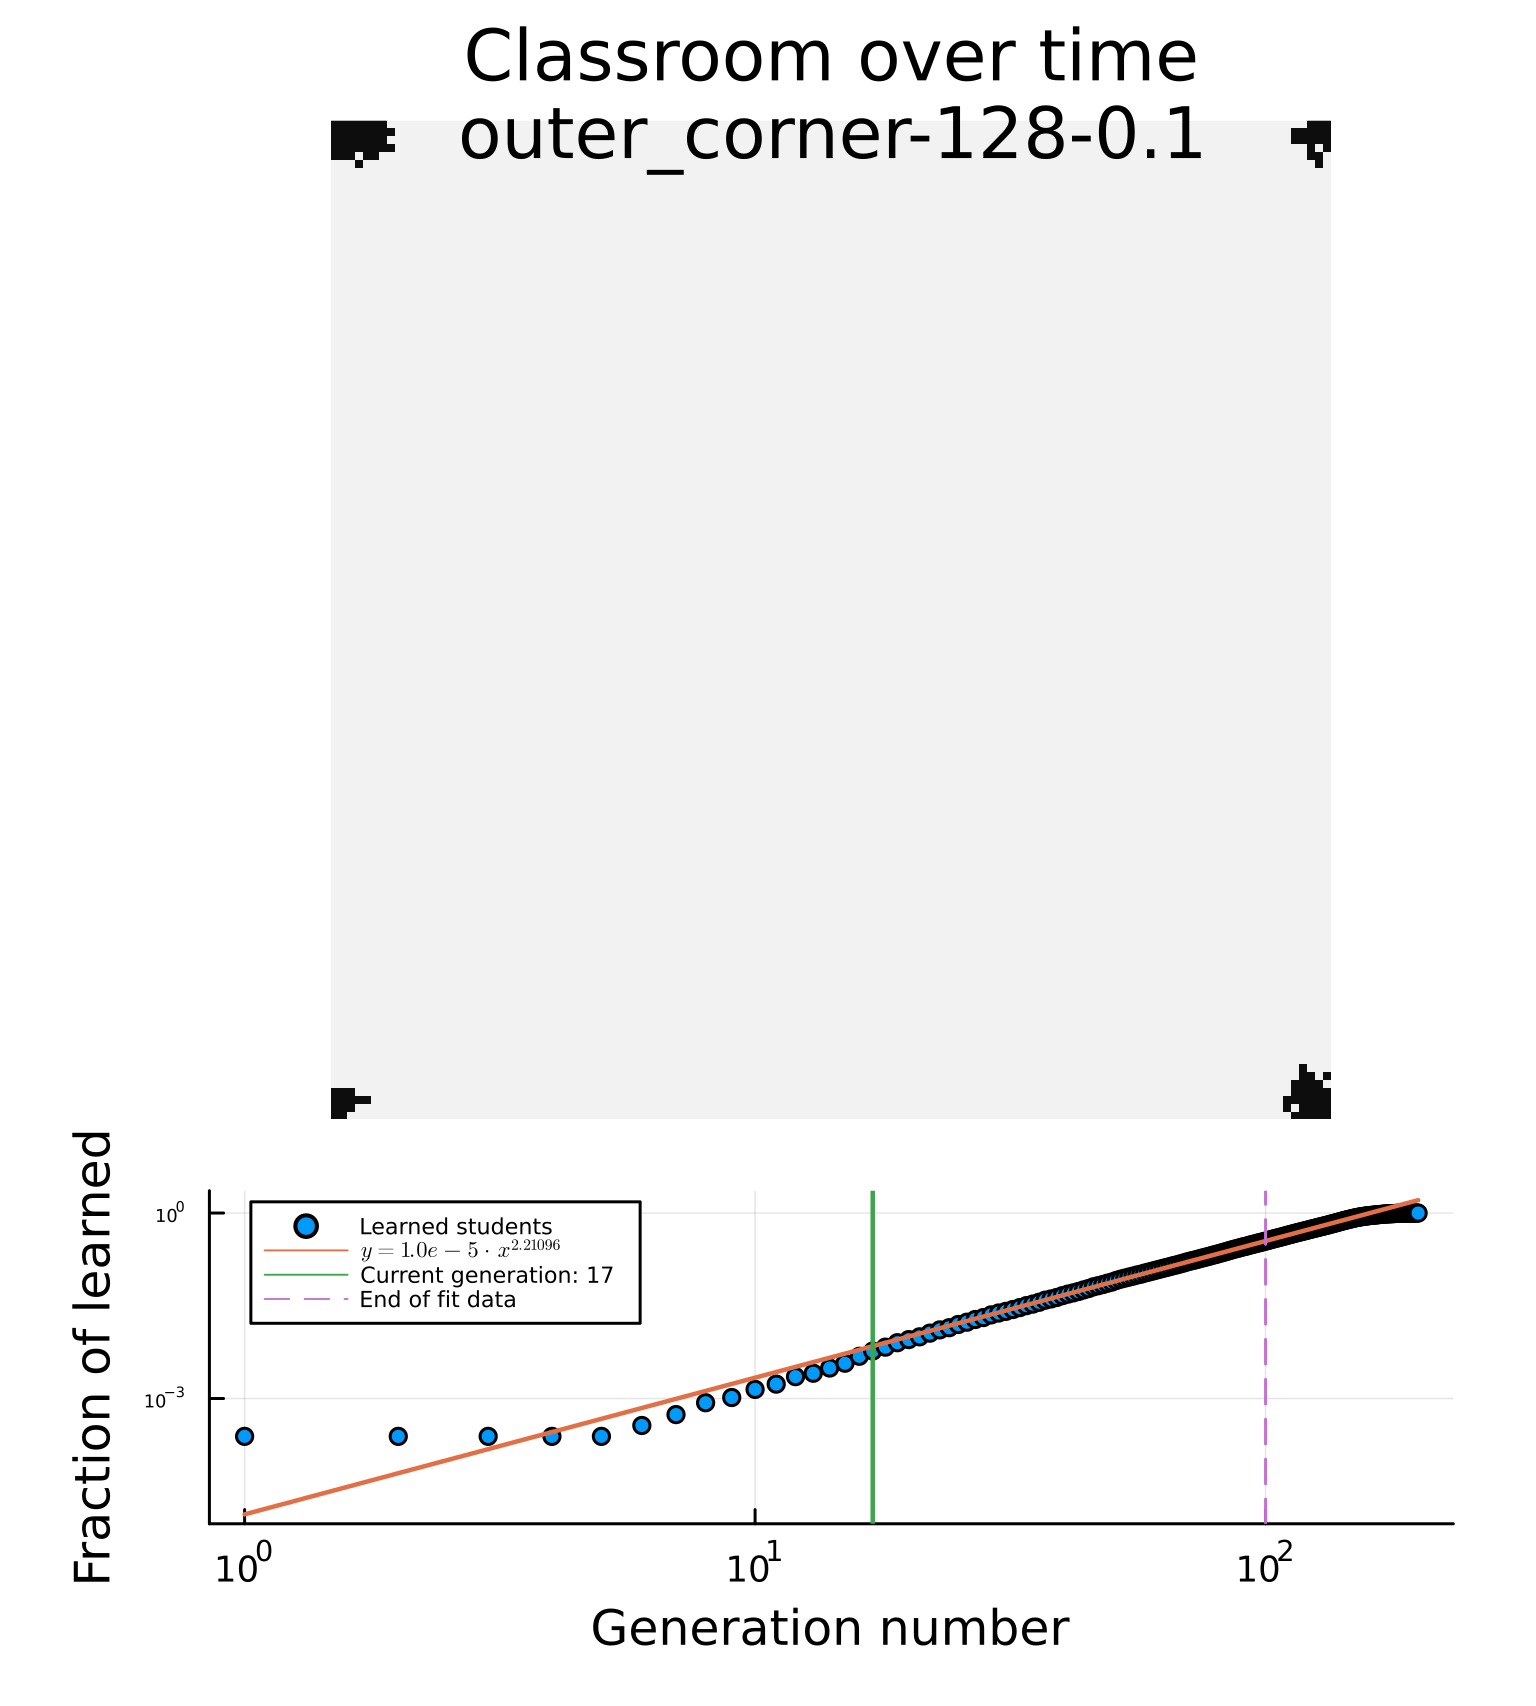 Classroom over time
outer_corner-128-0.1
Fraction of learned
10⁰
10⁻³
Learned students
y = 1.0e − 5 · x^2.21096
Current generation: 17
End of fit data
10⁰ 10¹ 10²
Generation number